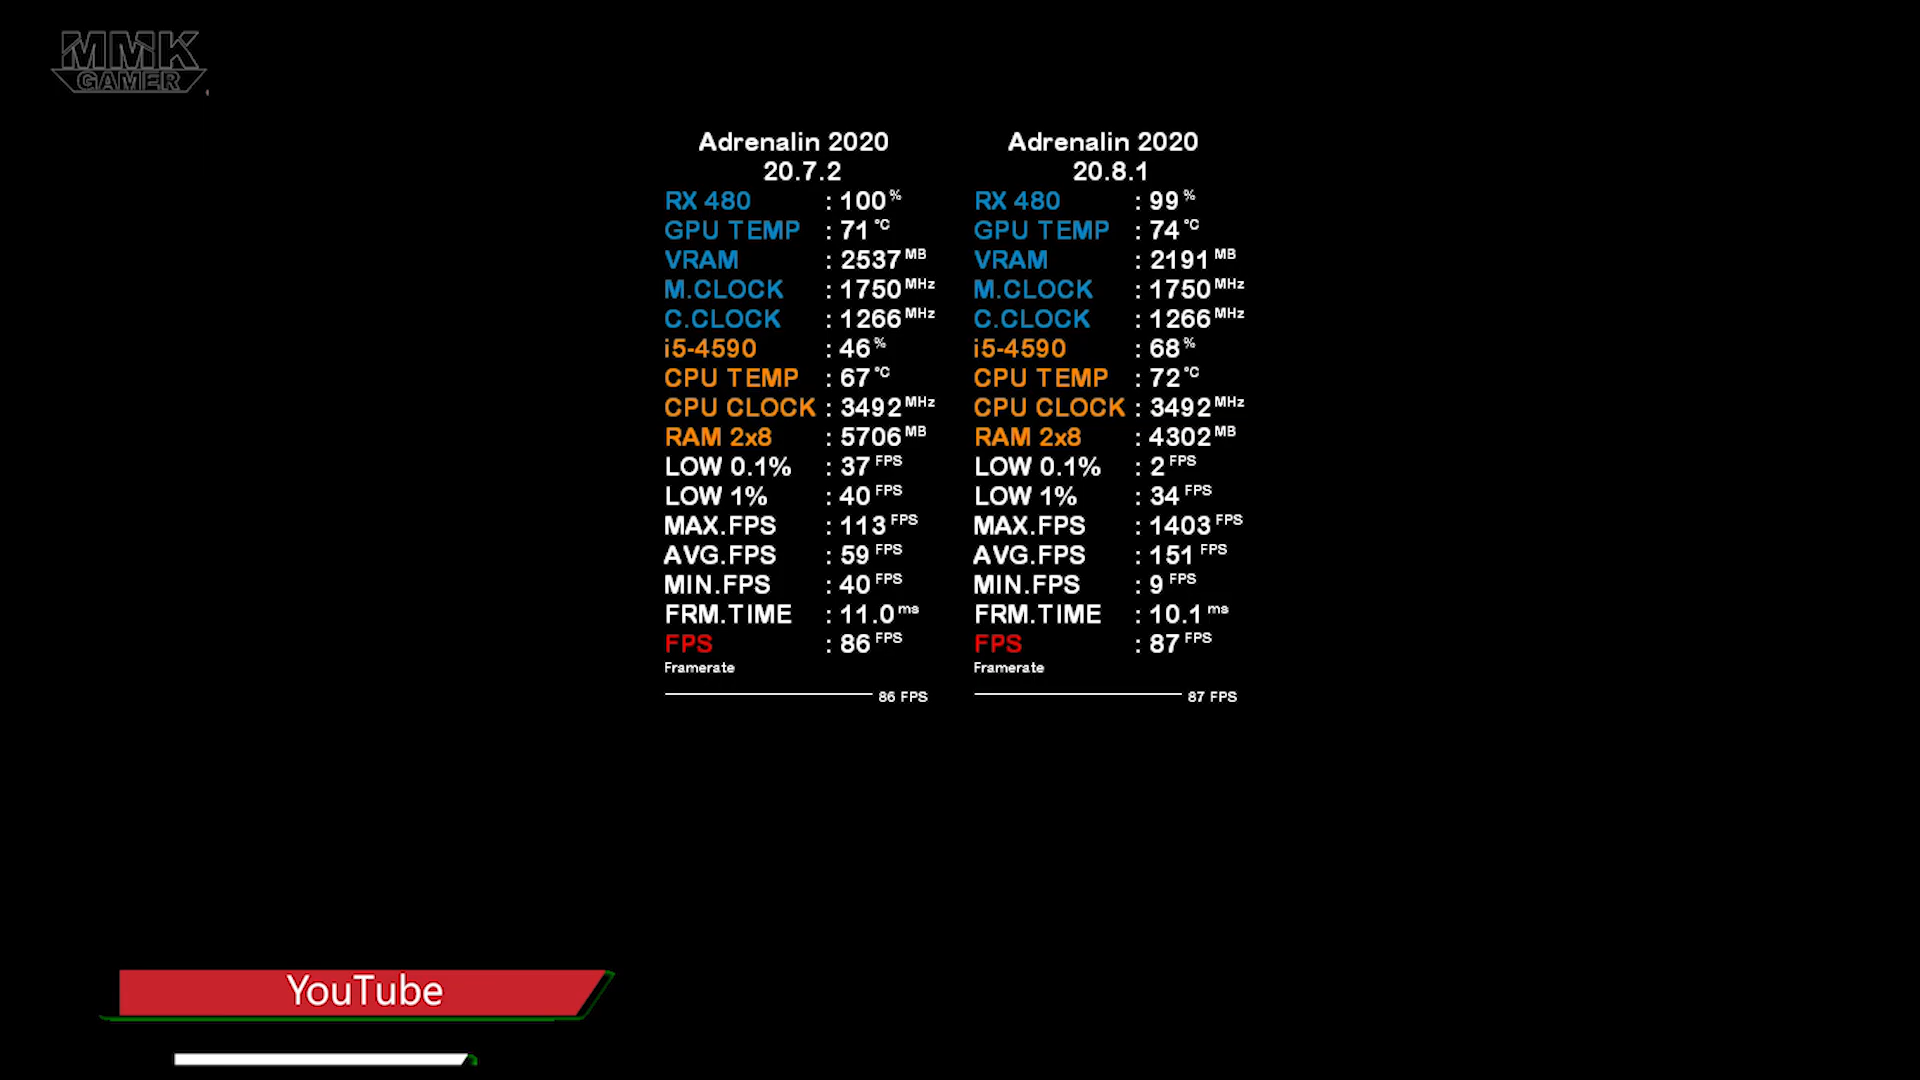 MMK
GAMER
Adrenalin 2020
20.7.2
RX 480 : 100 %
GPU TEMP : 71 °C
VRAM : 2537 MB
M.CLOCK : 1750 MHz
C.CLOCK : 1266 MHz
i5-4590 : 46 %
CPU TEMP : 67 °C
CPU CLOCK : 3492 MHz
RAM 2x8 : 5706 MB
LOW 0.1% : 37 FPS
LOW 1% : 40 FPS
MAX.FPS : 113 FPS
AVG.FPS : 59 FPS
MIN.FPS : 40 FPS
FRM.TIME : 11.0 ms
FPS : 86 FPS
Framerate
86 FPS
Adrenalin 2020
20.8.1
RX 480 : 99 %
GPU TEMP : 74 °C
VRAM : 2191 MB
M.CLOCK : 1750 MHz
C.CLOCK : 1266 MHz
i5-4590 : 68 %
CPU TEMP : 72 °C
CPU CLOCK : 3492 MHz
RAM 2x8 : 4302 MB
LOW 0.1% : 2 FPS
LOW 1% : 34 FPS
MAX.FPS : 1403 FPS
AVG.FPS : 151 FPS
MIN.FPS : 9 FPS
FRM.TIME : 10.1 ms
FPS : 87 FPS
Framerate
87 FPS
YouTube